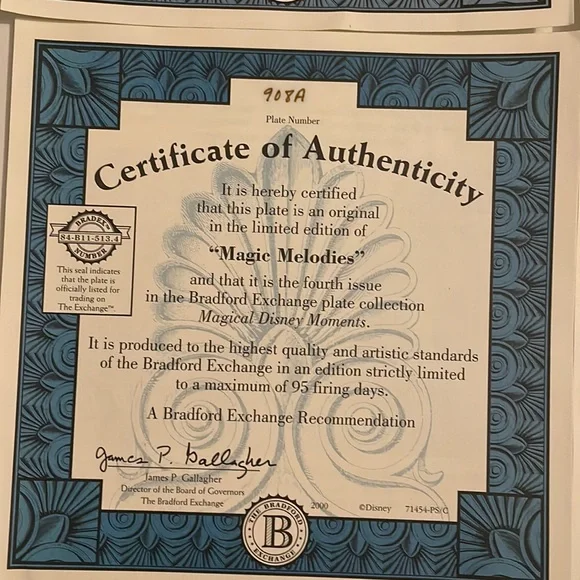 908A
Plate Number
Certificate of Authenticity
It is hereby certified
that this plate is an original
in the limited edition of
“Magic Melodies”
and that it is the fourth issue
in the Bradford Exchange plate collection
Magical Disney Moments.
It is produced to the highest quality and artistic standards
of the Bradford Exchange in an edition strictly limited
to a maximum of 95 firing days.
A Bradford Exchange Recommendation
BRADEX™
84-B11-513.4
NUMBER
This seal indicates
that the plate is
officially listed for
trading on
The Exchange™.
James P. Gallagher
James P. Gallagher
Director of the Board of Governors
The Bradford Exchange
THE BRADFORD
B
EXCHANGE
2000
©Disney
71454-PS/C